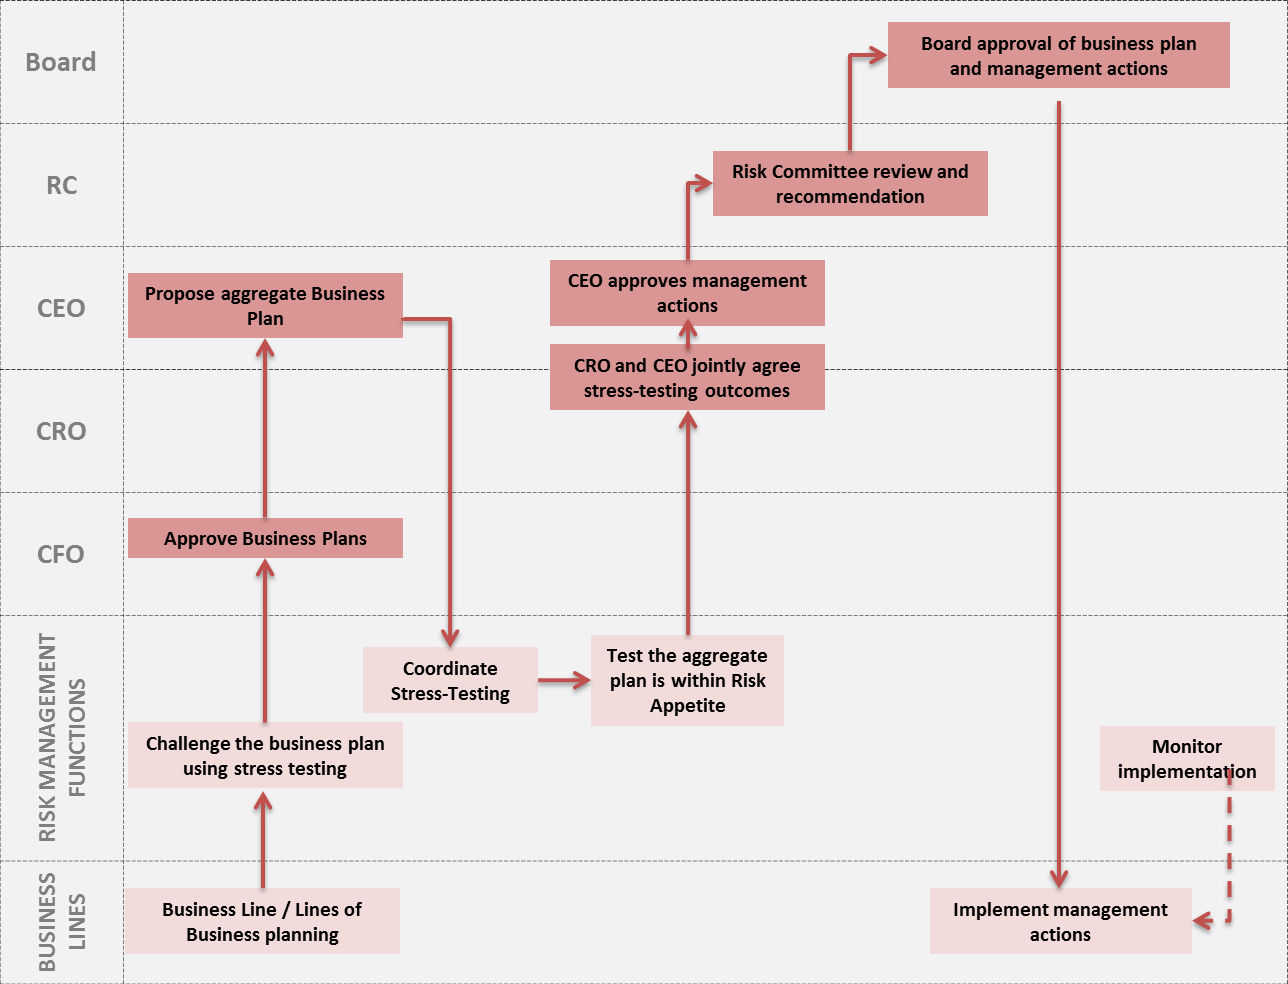 Board
Board approval of business plan
and management actions
RC
Risk Committee review and
recommendation
CEO
Propose aggregate Business
Plan
CEO approves management
actions
CRO and CEO jointly agree
stress-testing outcomes
CRO
CFO
Approve Business Plans
RISK MANAGEMENT
FUNCTIONS
Coordinate
Stress-Testing
Test the aggregate
plan is within Risk
Appetite
Challenge the business plan
using stress testing
Monitor
implementation
BUSINESS
LINES
Business Line / Lines of
Business planning
Implement management
actions